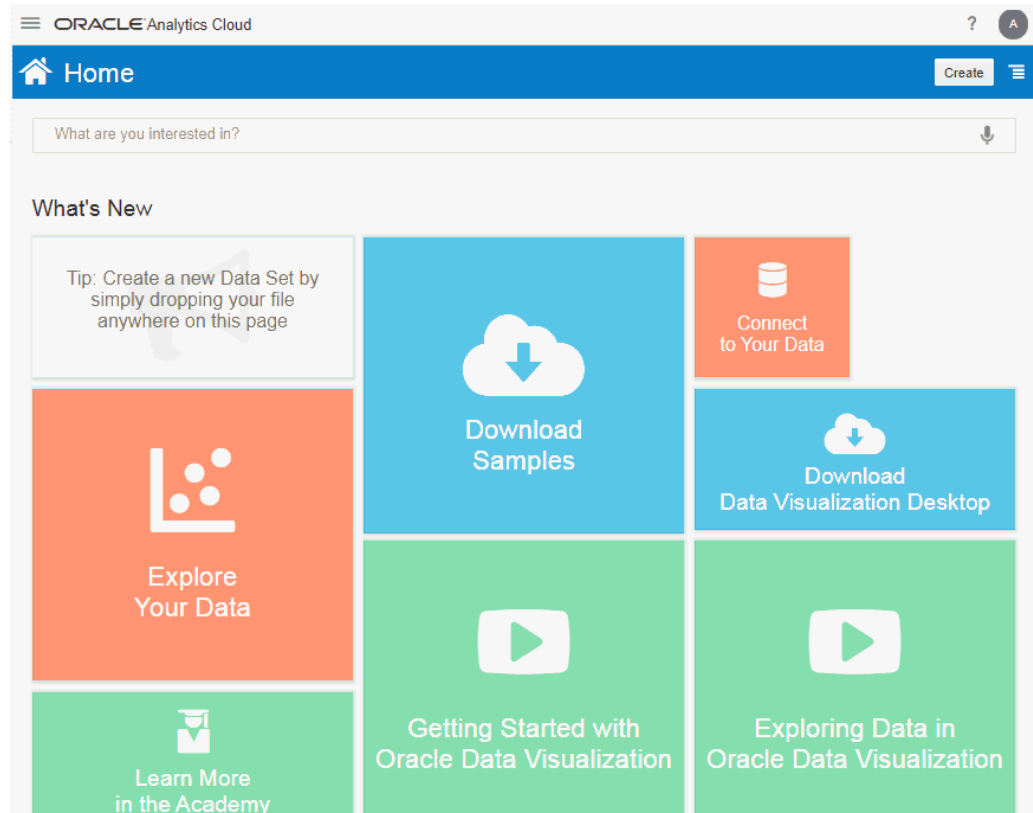 ORACLE Analytics Cloud
? A
Home
Create
What are you interested in?
What's New
Tip: Create a new Data Set by
simply dropping your file
anywhere on this page
Download
Samples
Connect
to Your Data
Explore
Your Data
Download
Data Visualization Desktop
Learn More
in the Academy
Getting Started with
Oracle Data Visualization
Exploring Data in
Oracle Data Visualization